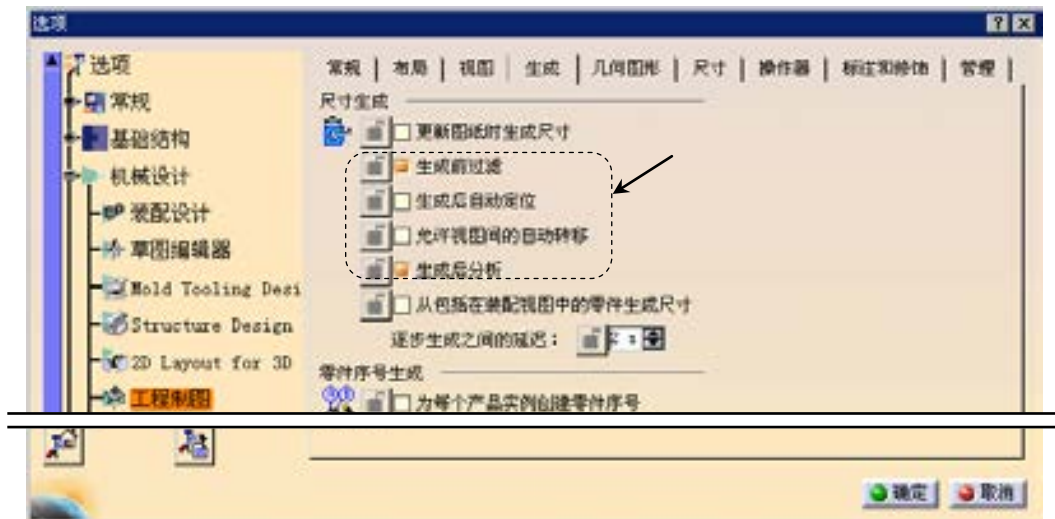 选项
选项
常规
基础结构
机械设计
装配设计
草图编辑器
Mold Tooling Desi
Structure Design
2D Layout for 3D
工程制图
常规 | 布局 | 视图 | 生成 | 几何图形 | 尺寸 | 操作器 | 标注和修饰 | 管理 |
尺寸生成
更新图纸时生成尺寸
生成前过滤
生成后自动定位
允许视图间的自动转移
生成后分析
从包括在装配视图中的零件生成尺寸
逐步生成之间的延迟：
零件序号生成
为每个产品实例创建零件序号
确定
取消